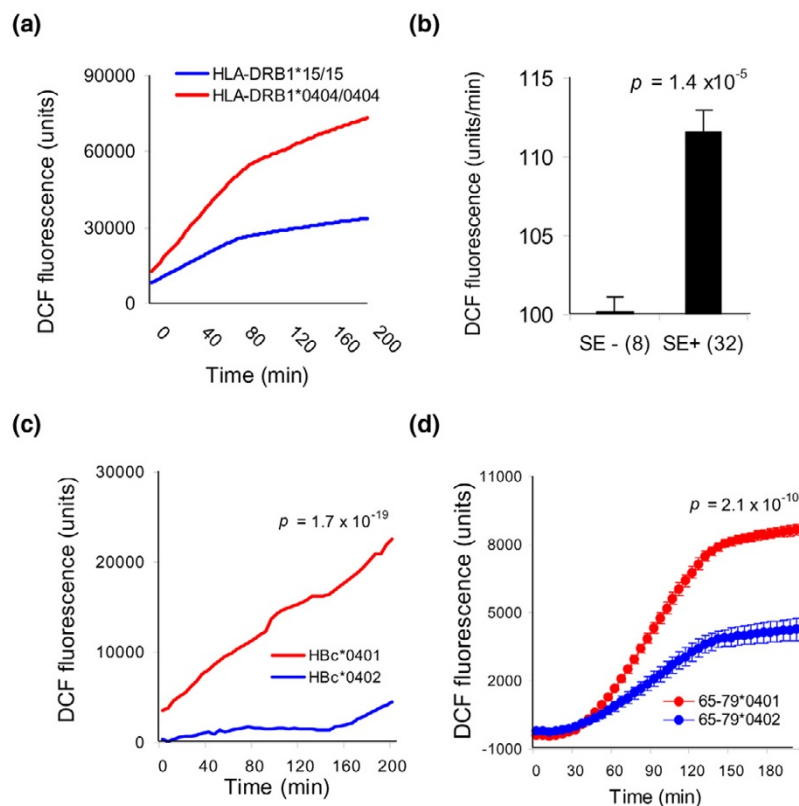 (a)
HLA-DRB1*15/15
HLA-DRB1*0404/0404
DCF fluorescence (units)
90000
60000
30000
0
0 40 80 120 160 200
Time (min)
(b)
p = 1.4 x10-5
DCF fluorescence (units/min)
115
110
105
100
SE - (8) SE+ (32)
(c)
p = 1.7 x 10-19
DCF fluorescence (units)
30000
20000
10000
0
HBc*0401
HBc*0402
0 40 80 120 160 200
Time (min)
(d)
p = 2.1 x 10-10
DCF fluorescence (units)
11000
8000
5000
2000
-1000
65-79*0401
65-79*0402
0 30 60 90 120 150 180
Time (min)